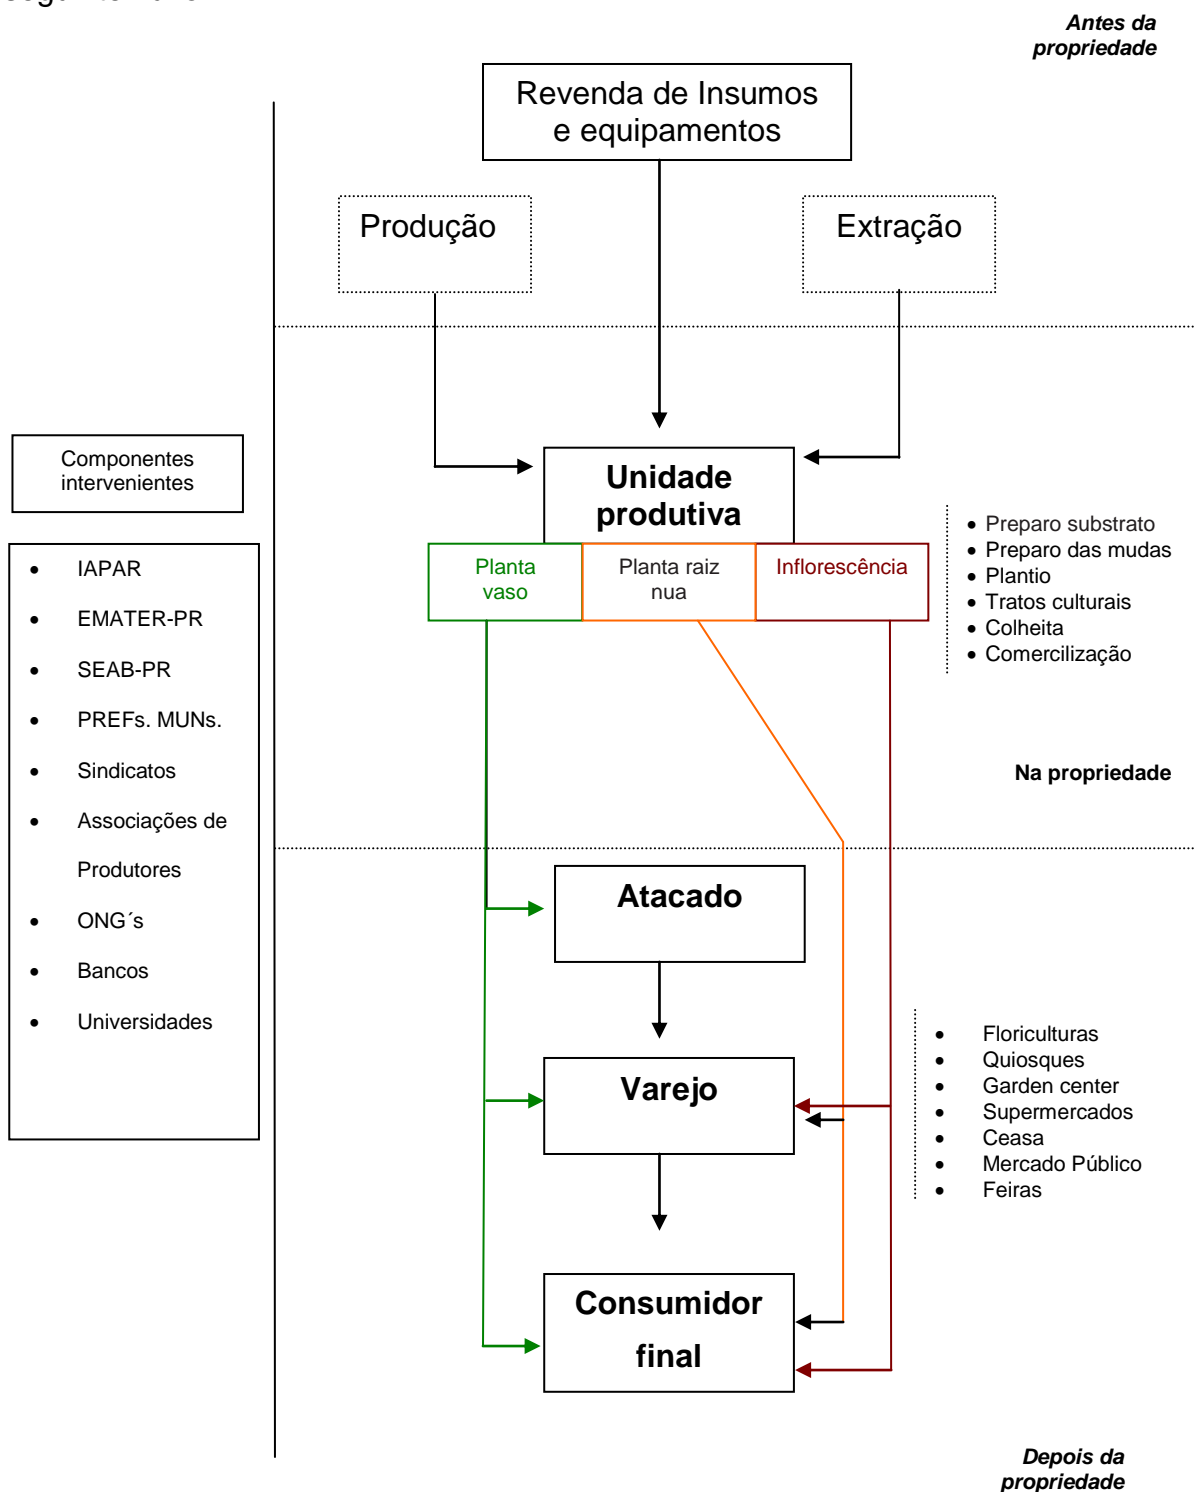 Antes da
propriedade
Revenda de Insumos
e equipamentos
Produção
Extração
Componentes
intervenientes
• IAPAR
• EMATER-PR
• SEAB-PR
• PREFs. MUNs.
• Sindicatos
• Associações de
Produtores
• ONG´s
• Bancos
• Universidades
Unidade
produtiva
Planta
vaso
Planta raiz
nua
Inflorescência
• Preparo substrato
• Preparo das mudas
• Plantio
• Tratos culturais
• Colheita
• Comercilização
Na propriedade
Atacado
Varejo
• Floriculturas
• Quiosques
• Garden center
• Supermercados
• Ceasa
• Mercado Público
• Feiras
Consumidor
final
Depois da
propriedade